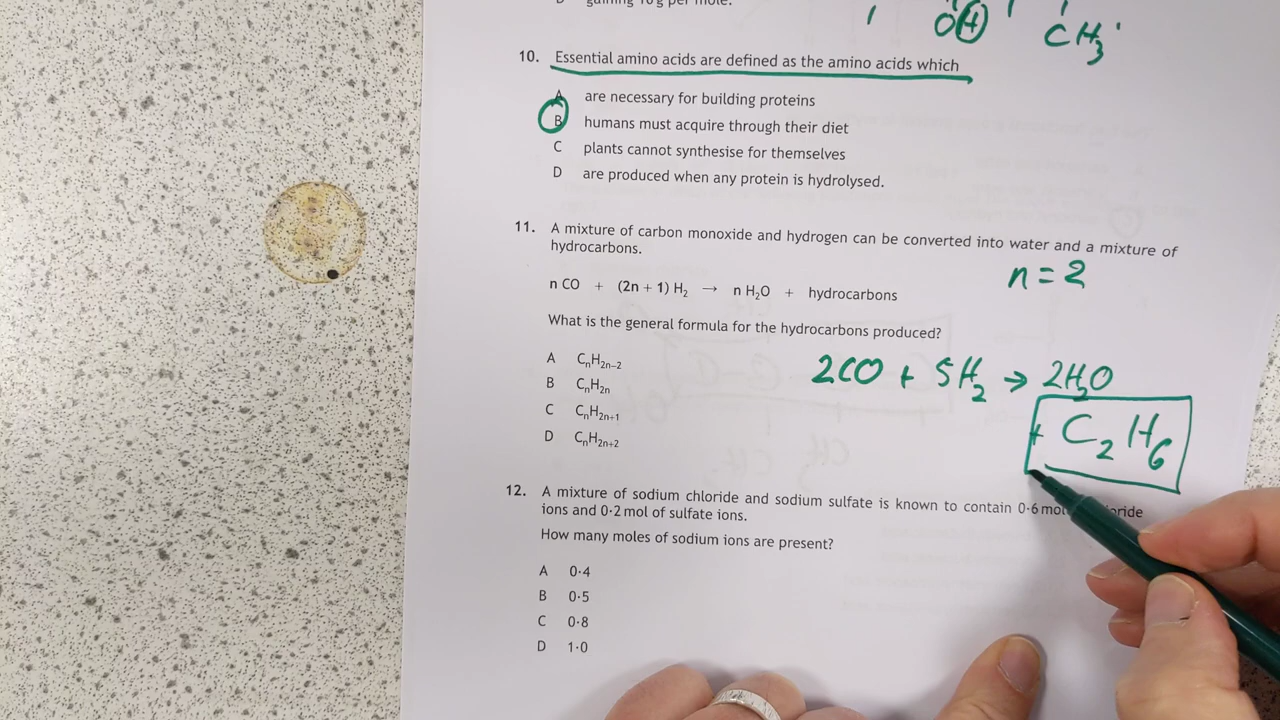 gaining 16 g per mole.
OH CH3
10. Essential amino acids are defined as the amino acids which
A are necessary for building proteins
B humans must acquire through their diet
C plants cannot synthesise for themselves
D are produced when any protein is hydrolysed.
11. A mixture of carbon monoxide and hydrogen can be converted into water and a mixture of
hydrocarbons.
n = 2
n CO + (2n + 1) H₂ → n H₂O + hydrocarbons
What is the general formula for the hydrocarbons produced?
A CₙH₂ₙ₋₂
B CₙH₂ₙ
C CₙH₂ₙ₊₁
D CₙH₂ₙ₊₂
2CO + 5H₂ → 2H₂O
+ C₂H₆
12. A mixture of sodium chloride and sodium sulfate is known to contain 0·6 mol
ions and 0·2 mol of sulfate ions.
How many moles of sodium ions are present?
A 0·4
B 0·5
C 0·8
D 1·0